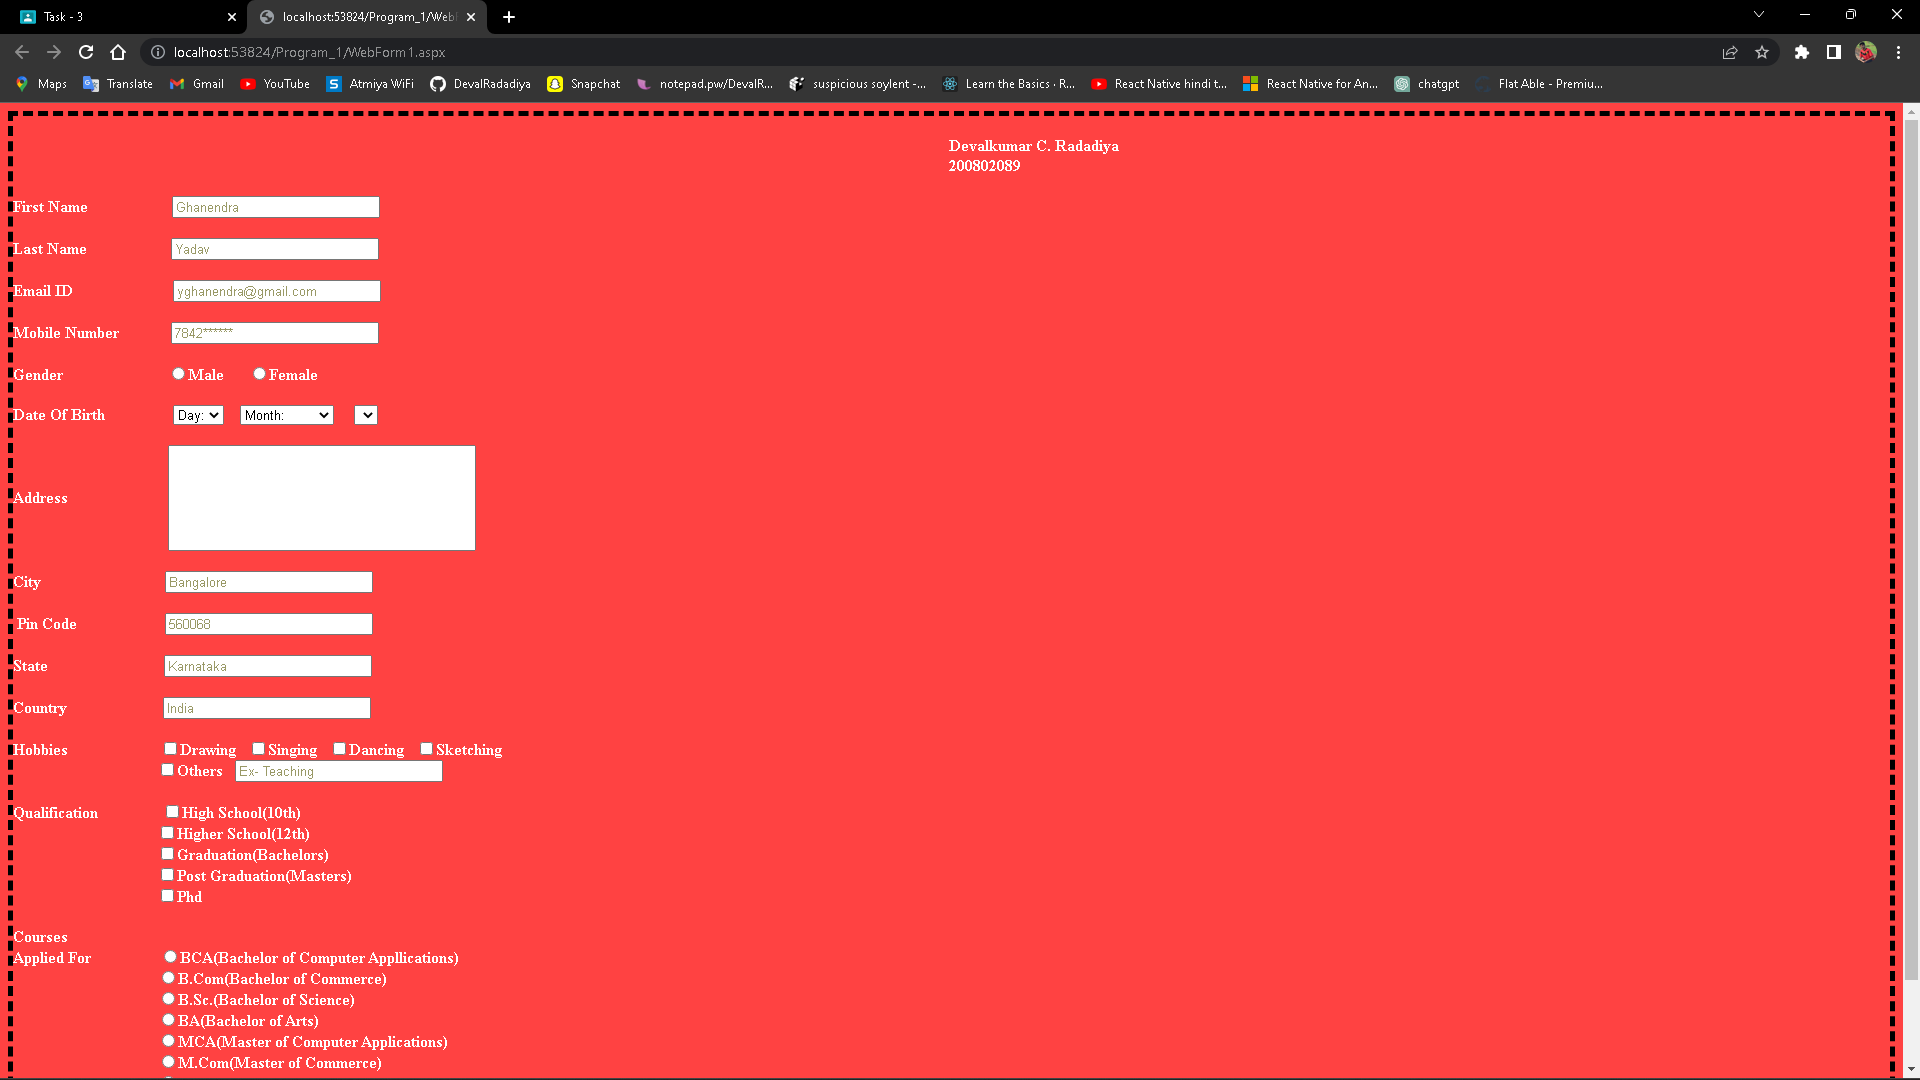 Task - 3
localhost:53824/Program_1/WebF
localhost:53824/Program_1/WebForm1.aspx
Maps Translate Gmail YouTube Atmiya WiFi DevalRadadiya Snapchat notepad.pw/DevalR... suspicious soylent -... Learn the Basics · R... React Native hindi t... React Native for An... chatgpt Flat Able - Premiu...
Devalkumar C. Radadiya
200802089
First Name Ghanendra
Last Name Yadav
Email ID yghanendra@gmail.com
Mobile Number 7842******
Gender Male Female
Date Of Birth Day: Month:
Address
City Bangalore
Pin Code 560068
State Karnataka
Country India
Hobbies Drawing Singing Dancing Sketching
Others Ex- Teaching
Qualification High School(10th)
Higher School(12th)
Graduation(Bachelors)
Post Graduation(Masters)
Phd
Courses
Applied For BCA(Bachelor of Computer Appllications)
B.Com(Bachelor of Commerce)
B.Sc.(Bachelor of Science)
BA(Bachelor of Arts)
MCA(Master of Computer Applications)
M.Com(Master of Commerce)